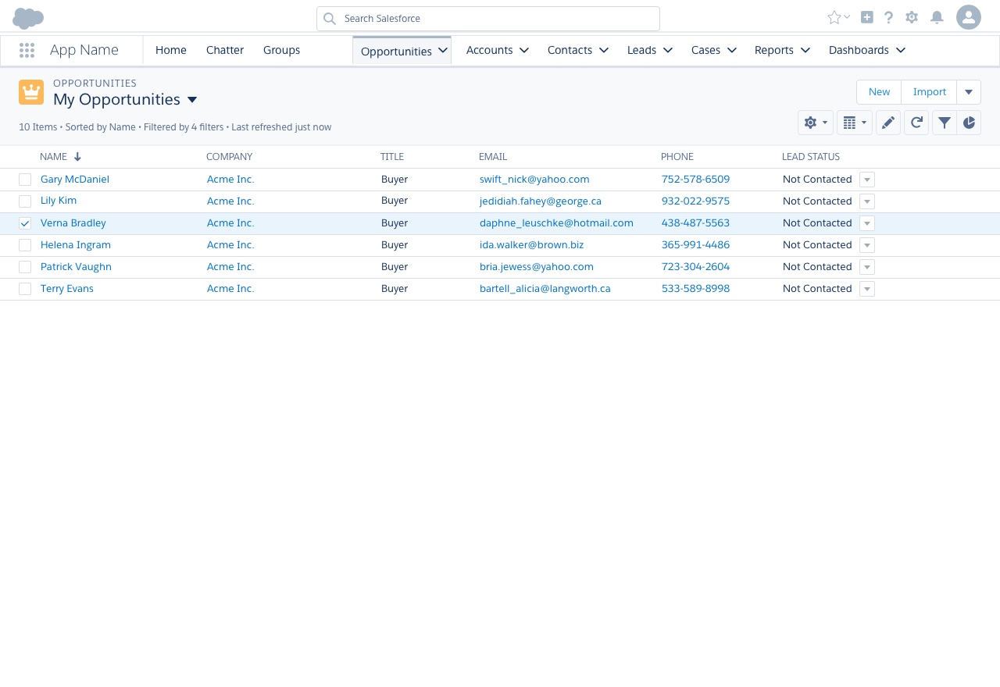 Search Salesforce
App Name Home Chatter Groups Opportunities Accounts Contacts Leads Cases Reports Dashboards
OPPORTUNITIES
My Opportunities
New Import
10 Items • Sorted by Name • Filtered by 4 filters • Last refreshed just now
NAME COMPANY TITLE EMAIL PHONE LEAD STATUS
Gary McDaniel Acme Inc. Buyer swift_nick@yahoo.com 752-578-6509 Not Contacted
Lily Kim Acme Inc. Buyer jedidiah.fahey@george.ca 932-022-9575 Not Contacted
Verna Bradley Acme Inc. Buyer daphne_leuschke@hotmail.com 438-487-5563 Not Contacted
Helena Ingram Acme Inc. Buyer ida.walker@brown.biz 365-991-4486 Not Contacted
Patrick Vaughn Acme Inc. Buyer bria.jewess@yahoo.com 723-304-2604 Not Contacted
Terry Evans Acme Inc. Buyer bartell_alicia@langworth.ca 533-589-8998 Not Contacted